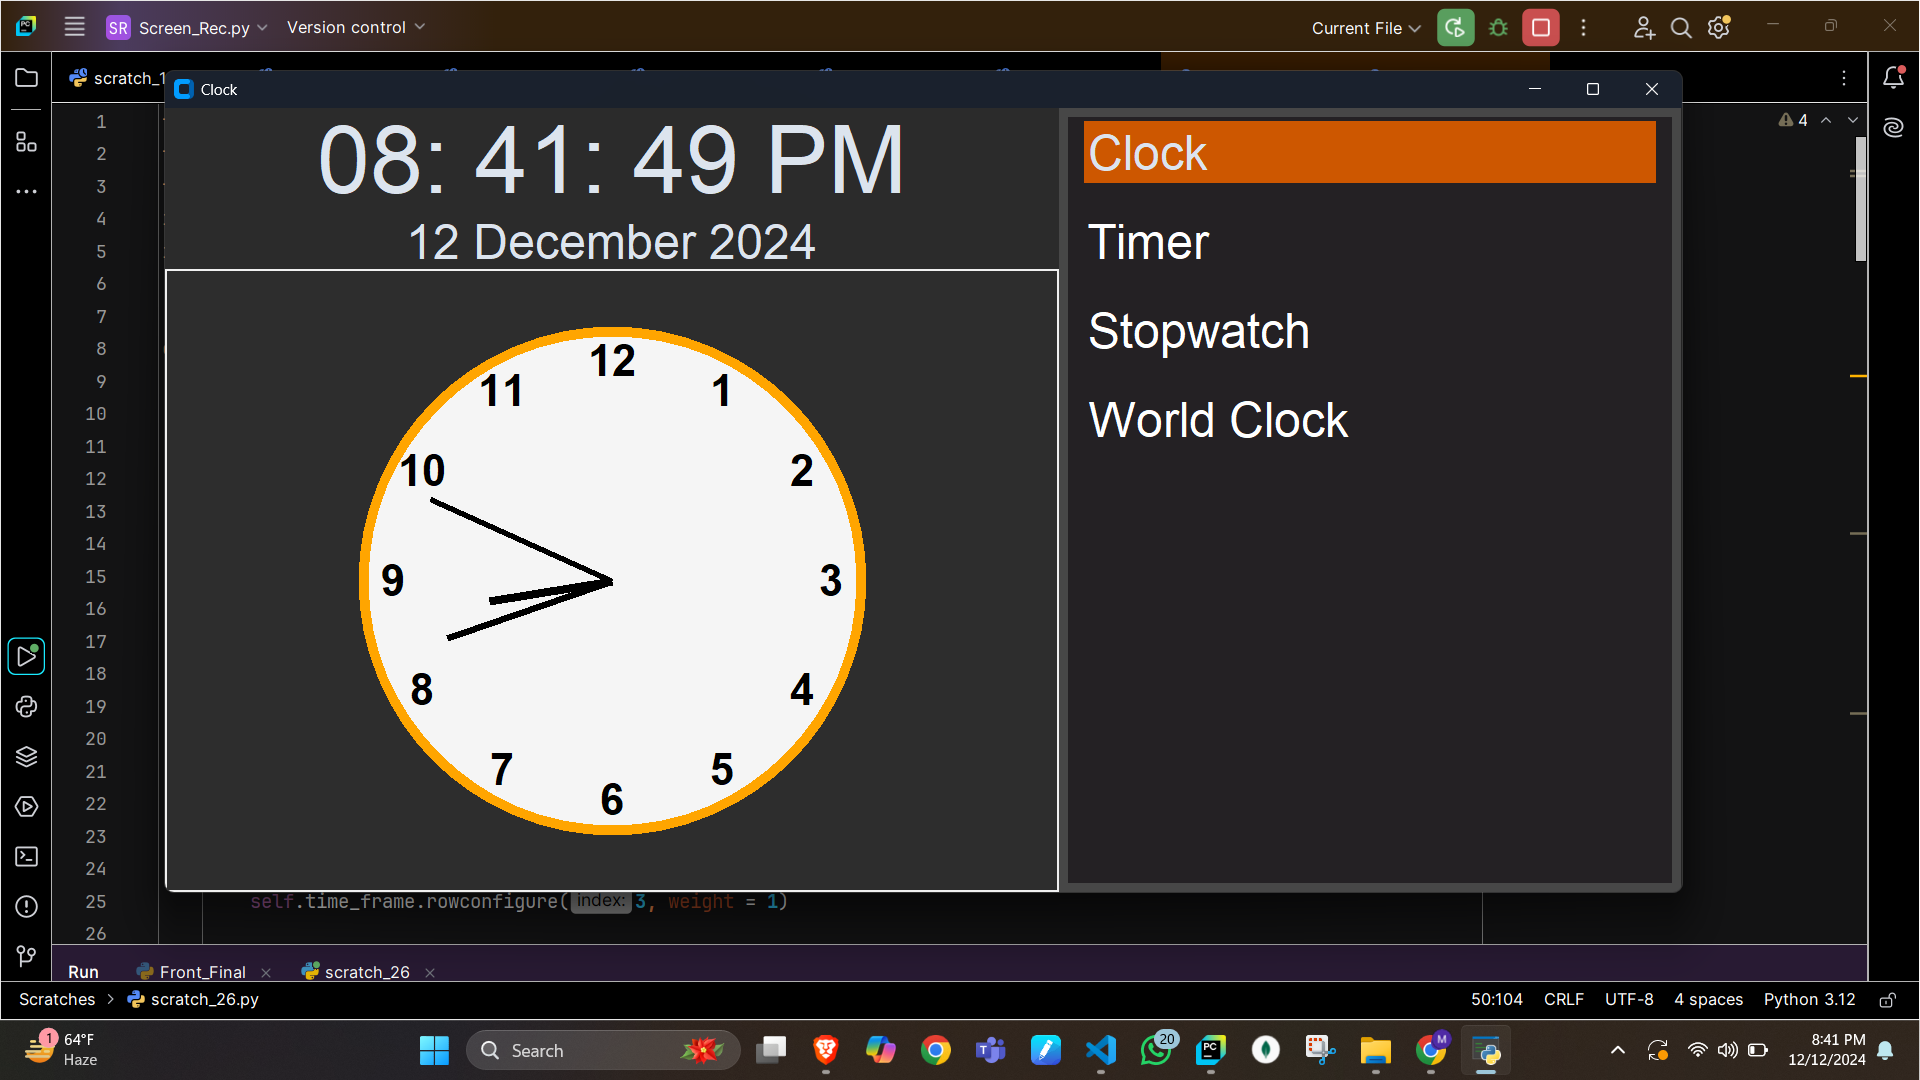 SR Screen_Rec.py Version control Current File
scratch_1
4
Clock
08: 41: 49 PM
12 December 2024
Clock
Timer
Stopwatch
World Clock
12
11 1
10 2
9 3
8 4
7 5
6
1
2
3
4
5
6
7
8
9
10
11
12
13
14
15
16
17
18
19
20
21
22
23
24
25 self.time_frame.rowconfigure(index: 3, weight = 1)
26
Run Front_Final scratch_26
Scratches > scratch_26.py 50:104 CRLF UTF-8 4 spaces Python 3.12
1 64°F
Haze
Search
PC
20
M
8:41 PM
12/12/2024